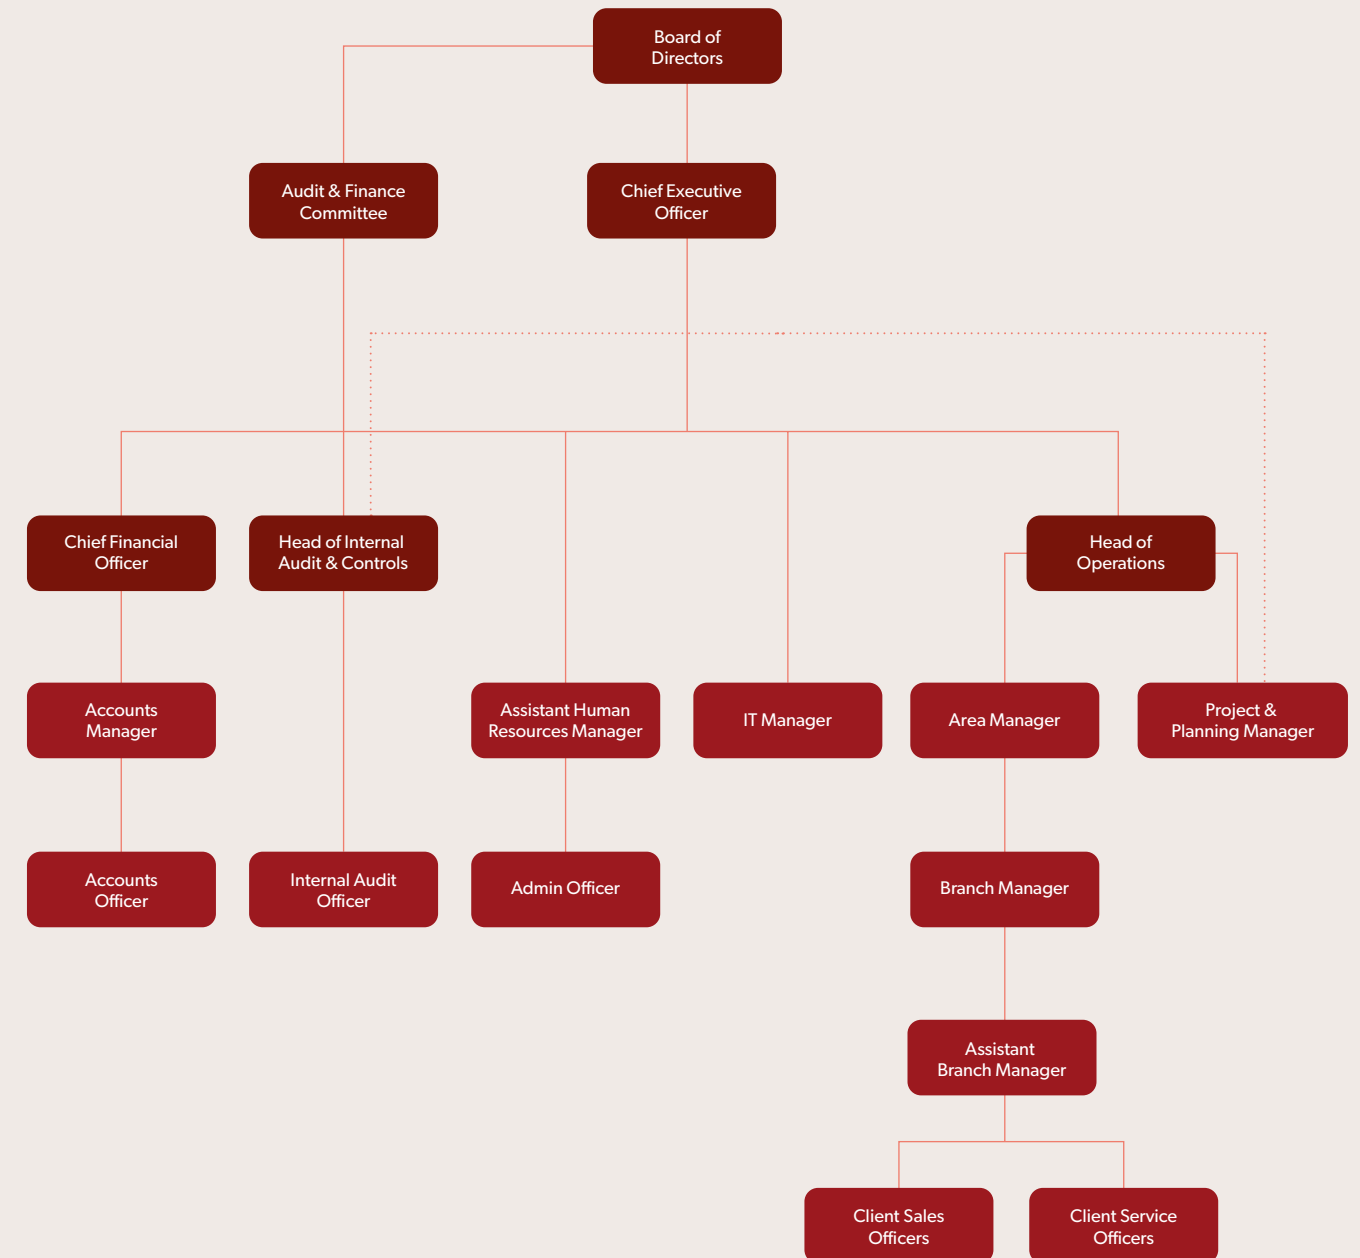 Board of
Directors
Audit & Finance
Committee
Chief Executive
Officer
Chief Financial
Officer
Head of Internal
Audit & Controls
Head of
Operations
Accounts
Manager
Assistant Human
Resources Manager
IT Manager
Area Manager
Project &
Planning Manager
Accounts
Officer
Internal Audit
Officer
Admin Officer
Branch Manager
Assistant
Branch Manager
Client Sales
Officers
Client Service
Officers